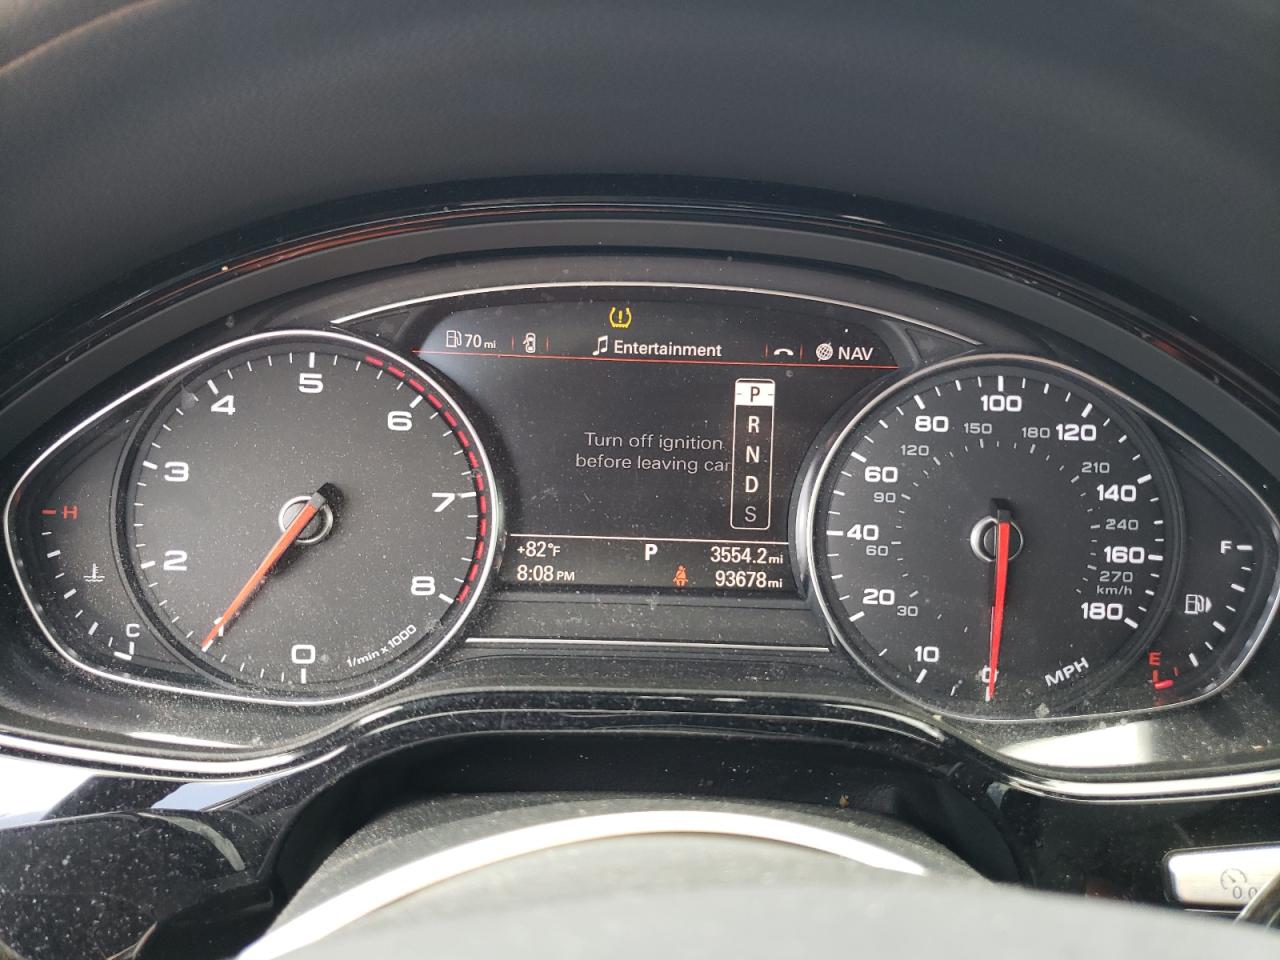 70 mi
Entertainment
NAV
Turn off ignition
before leaving car
P
R
N
D
S
+82°F
P
3554.2 mi
8:08 PM
93678 mi
0
1
2
3
4
5
6
7
8
1/min x 1000
H
C
0
10
20
40
60
80
100
120
140
160
180
MPH
30
60
90
120
150
180
210
240
270
km/h
F
E